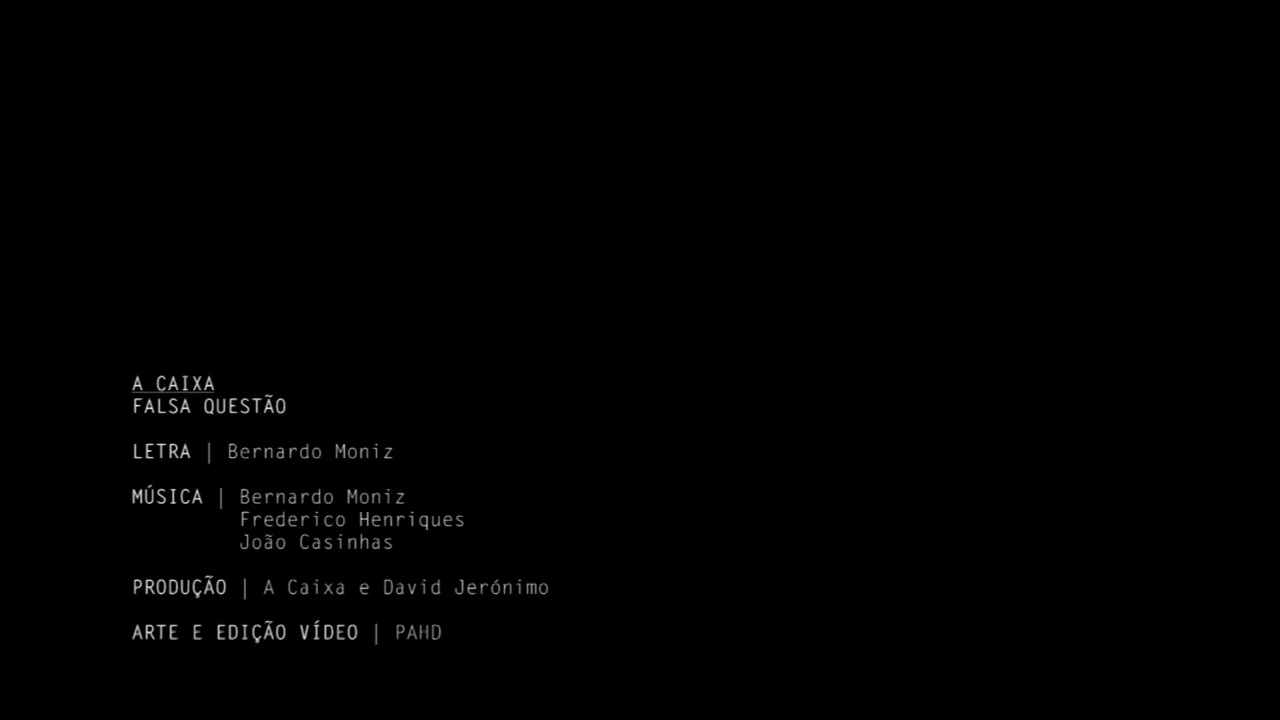 A CAIXA
FALSA QUESTÃO
LETRA | Bernardo Moniz
MÚSICA | Bernardo Moniz
Frederico Henriques
João Casinhas
PRODUÇÃO | A Caixa e David Jerónimo
ARTE E EDIÇÃO VÍDEO | PAHD